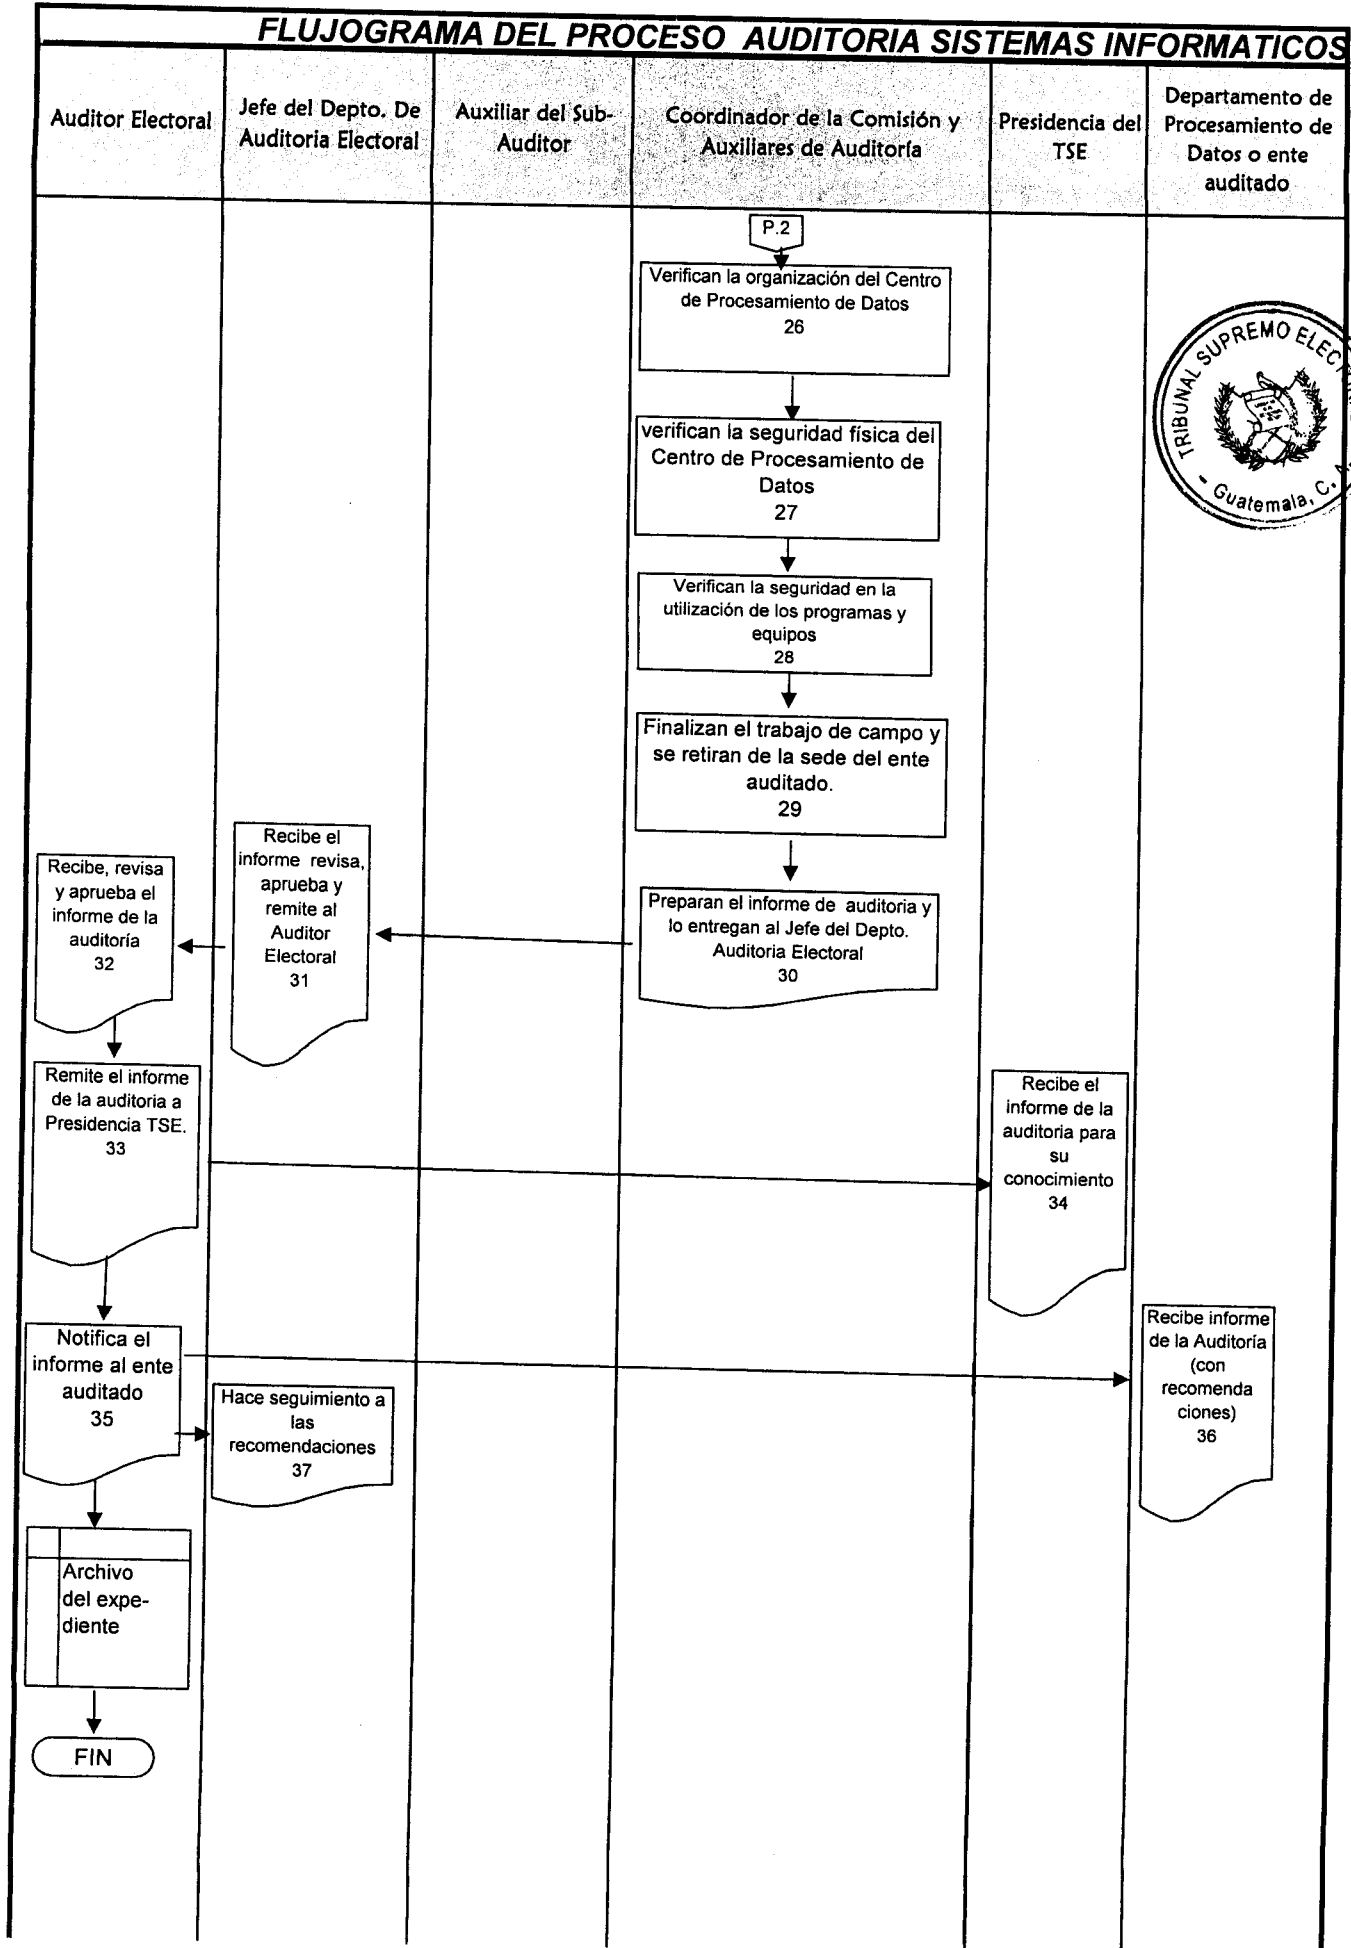 FLUJOGRAMA DEL PROCESO AUDITORIA SISTEMAS INFORMATICOS
Auditor Electoral
Jefe del Depto. De
Auditoria Electoral
Auxiliar del Sub-
Auditor
Coordinador de la Comisión y
Auxiliares de Auditoría
Presidencia del
TSE
Departamento de
Procesamiento de
Datos o ente
auditado
P.2
Verifican la organización del Centro
de Procesamiento de Datos
26
TRIBUNAL SUPREMO ELECT
Guatemala, C. A.
verifican la seguridad física del
Centro de Procesamiento de
Datos
27
Verifican la seguridad en la
utilización de los programas y
equipos
28
Finalizan el trabajo de campo y
se retiran de la sede del ente
auditado.
29
Preparan el informe de auditoria y
lo entregan al Jefe del Depto.
Auditoria Electoral
30
Recibe el
informe revisa,
aprueba y
remite al
Auditor
Electoral
31
Recibe, revisa
y aprueba el
informe de la
auditoría
32
Remite el informe
de la auditoria a
Presidencia TSE.
33
Recibe el
informe de la
auditoria para
su
conocimiento
34
Notifica el
informe al ente
auditado
35
Recibe informe
de la Auditoría
(con
recomenda
ciones)
36
Hace seguimiento a
las
recomendaciones
37
Archivo
del expe-
diente
FIN